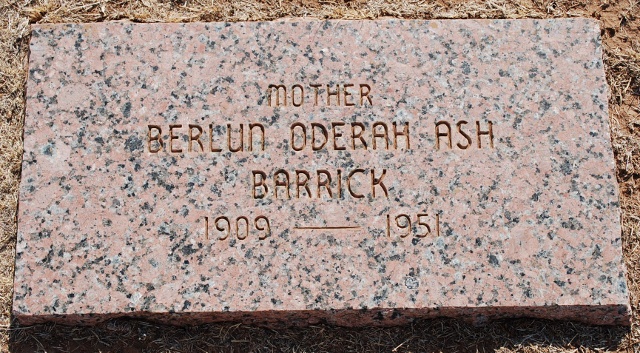 MOTHER
BERLUN ODERAH ASH
BARRICK
1909 — 1951